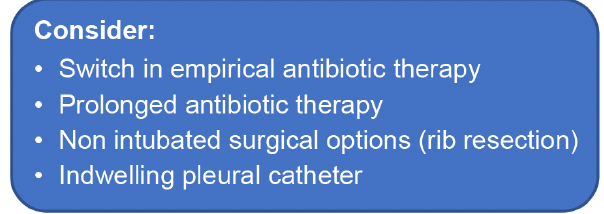 Consider:
• Switch in empirical antibiotic therapy
• Prolonged antibiotic therapy
• Non intubated surgical options (rib resection)
• Indwelling pleural catheter